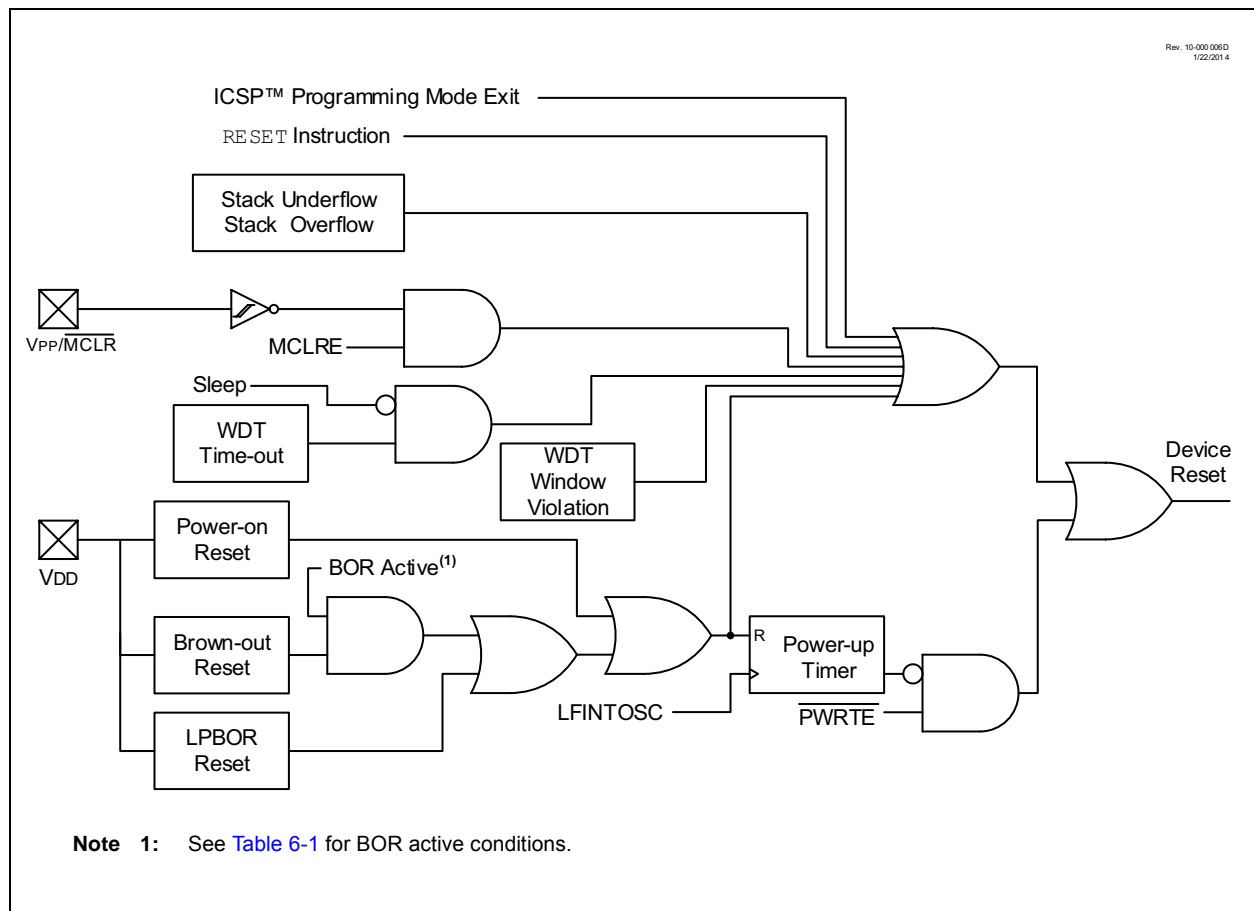 Rev. 10-000006D
1/22/2014
ICSP™ Programming Mode Exit
RESET Instruction
Stack Underflow
Stack Overflow
VPP/MCLR
MCLRE
Sleep
WDT
Time-out
WDT
Window
Violation
Device
Reset
Power-on
Reset
VDD
BOR Active(1)
Brown-out
Reset
R
Power-up
Timer
LFINTOSC
PWRTE
LPBOR
Reset
Note 1: See Table 6-1 for BOR active conditions.